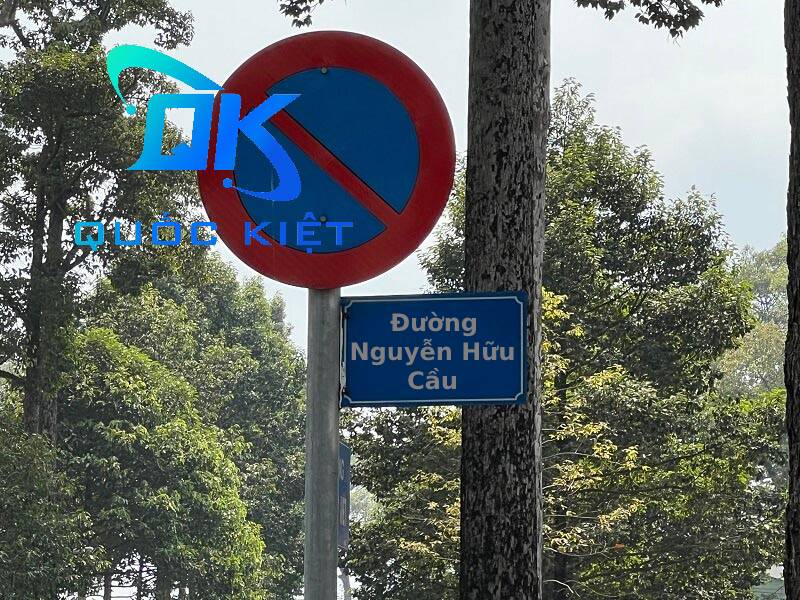 QK
QUỐC KIỆT
Đường
Nguyễn Hữu
Cầu